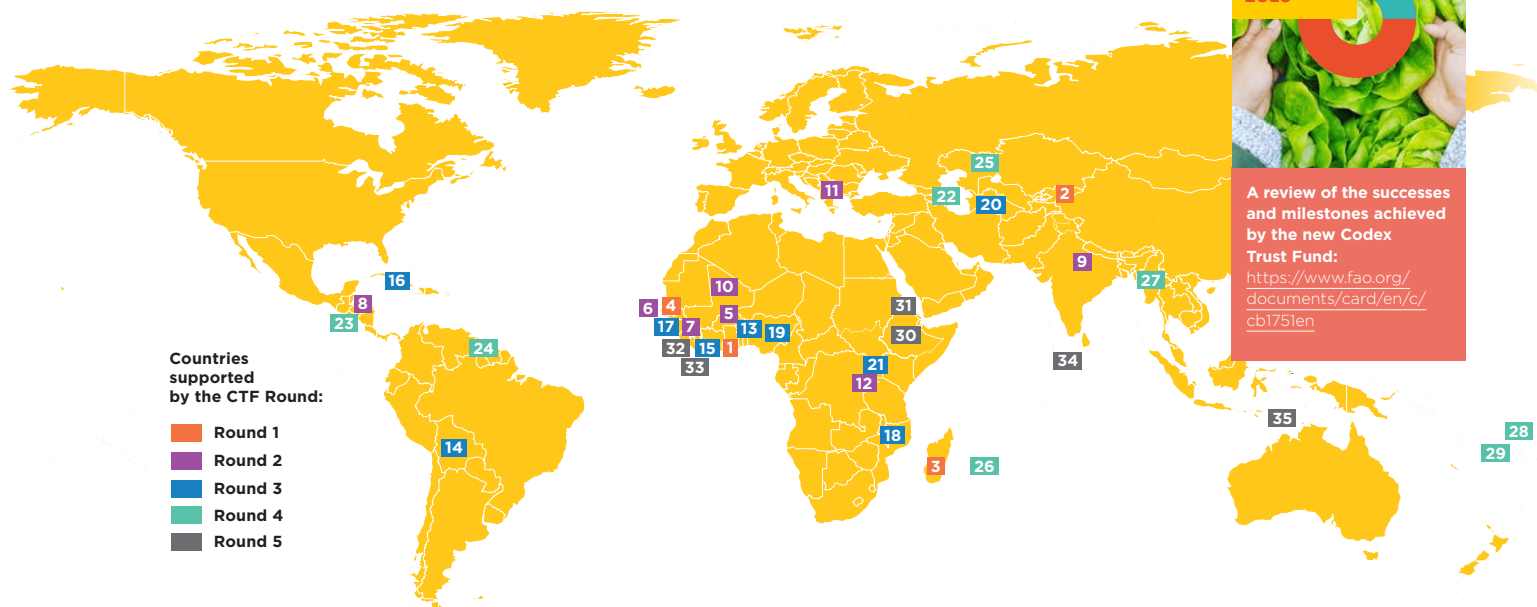 A review of the successes
and milestones achieved
by the new Codex
Trust Fund:
https://www.fao.org/
documents/card/en/c/
cb1751en
25
2
11
22
20
9
16
10
27
8
6
4
31
5
23
17
7
13
19
30
24
32
15
1
33
34
21
12
35
18
28
14
29
3
26
Countries
supported
by the CTF Round:
Round 1
Round 2
Round 3
Round 4
Round 5